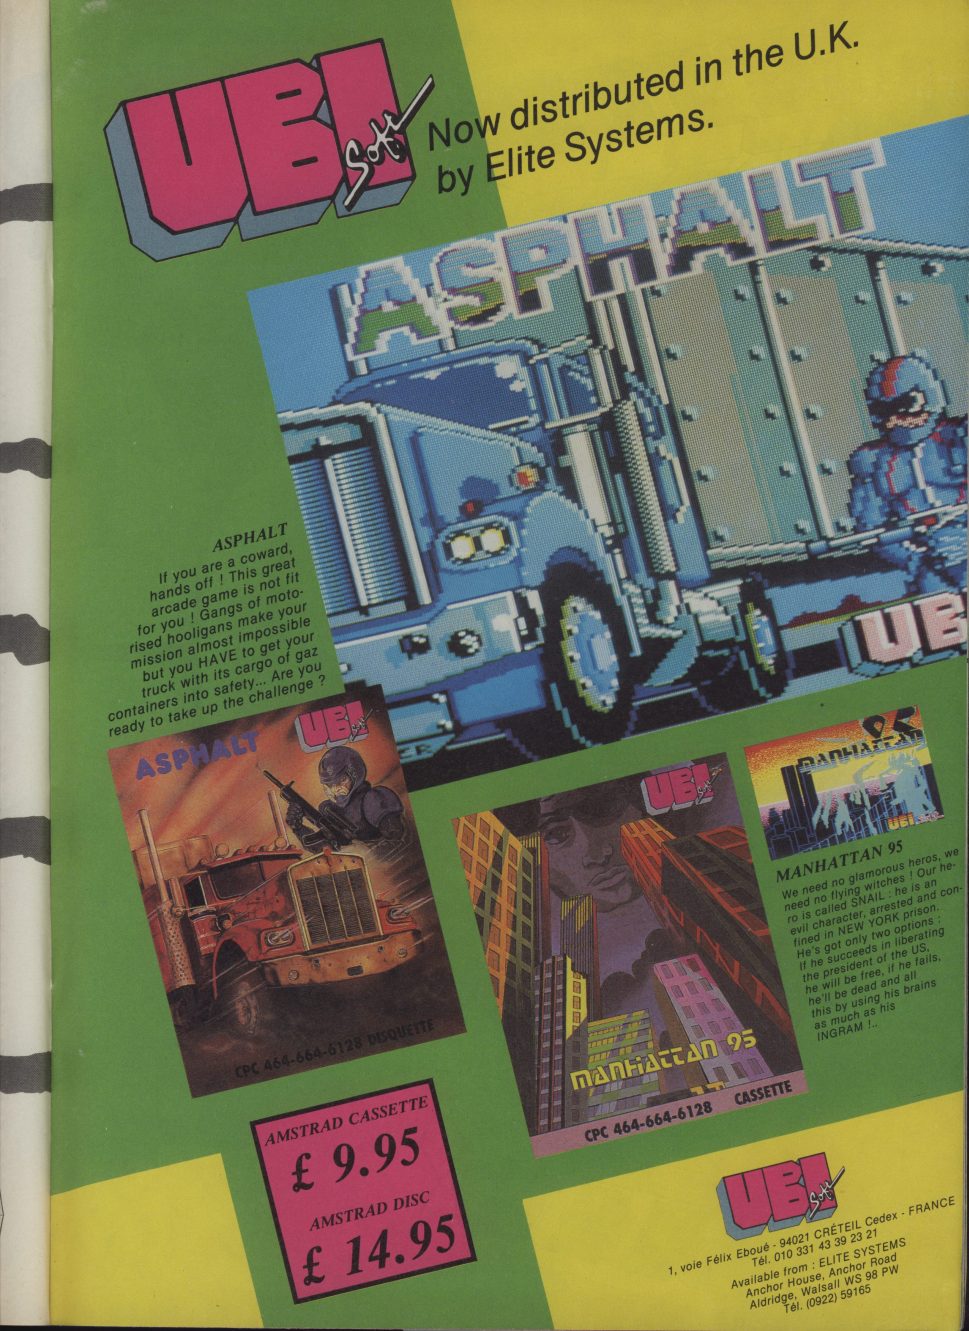 UBI Soft
Now distributed in the U.K.
by Elite Systems.
ASPHALT
UB
ASPHALT
If you are a coward,
hands off ! This great
arcade game is not fit
for you ! Gangs of moto-
rised hooligans make your
mission almost impossible
but you HAVE to get your
truck with its cargo of gaz
containers into safety... Are you
ready to take up the challenge ?
ASPHALT
UBI Soft
CPC 464-664-6128 DISQUETTE
UBI Soft
MANHATTAN 95
CPC 464-664-6128 CASSETTE
95
MANHATTAN
UBI
MANHATTAN 95
We need no glamorous heros, we
need no flying witches ! Our he-
ro is called SNAIL : he is an
evil character, arrested and con-
fined in NEW YORK prison.
He's got only two options :
If he succeeds in liberating
the president of the US,
he will be free, if he fails,
he'll be dead and all
this by using his brains
as much as his
INGRAM !..
AMSTRAD CASSETTE
£ 9.95
AMSTRAD DISC
£ 14.95
UBI Soft
1, voie Félix Eboué - 94021 CRÉTEIL Cedex - FRANCE
Tél. 010 331 43 39 23 21
Available from : ELITE SYSTEMS
Anchor House, Anchor Road
Aldridge, Walsall WS 98 PW
Tél. (0922) 59165